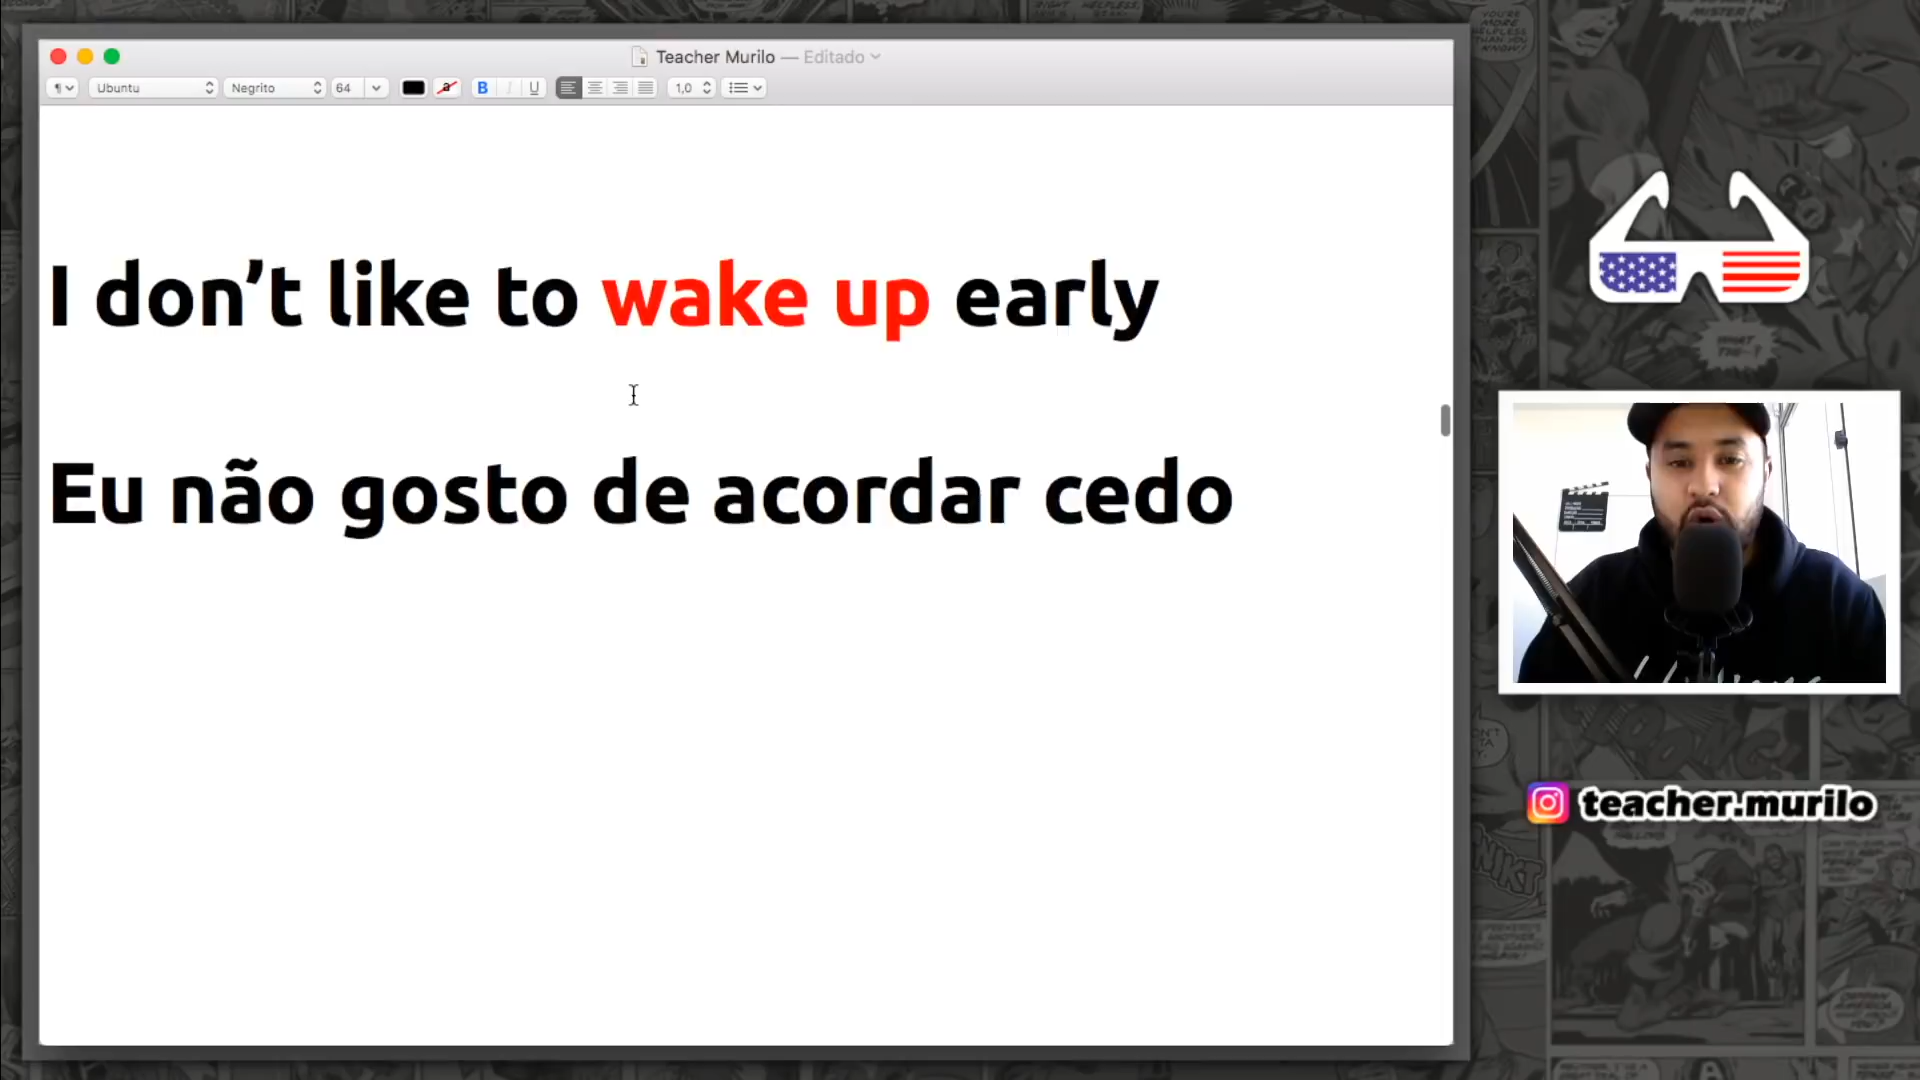 Teacher Murilo — Editado
Ubuntu Negrito 64 B I U 1,0
I don’t like to wake up early
Eu não gosto de acordar cedo
teacher.murilo